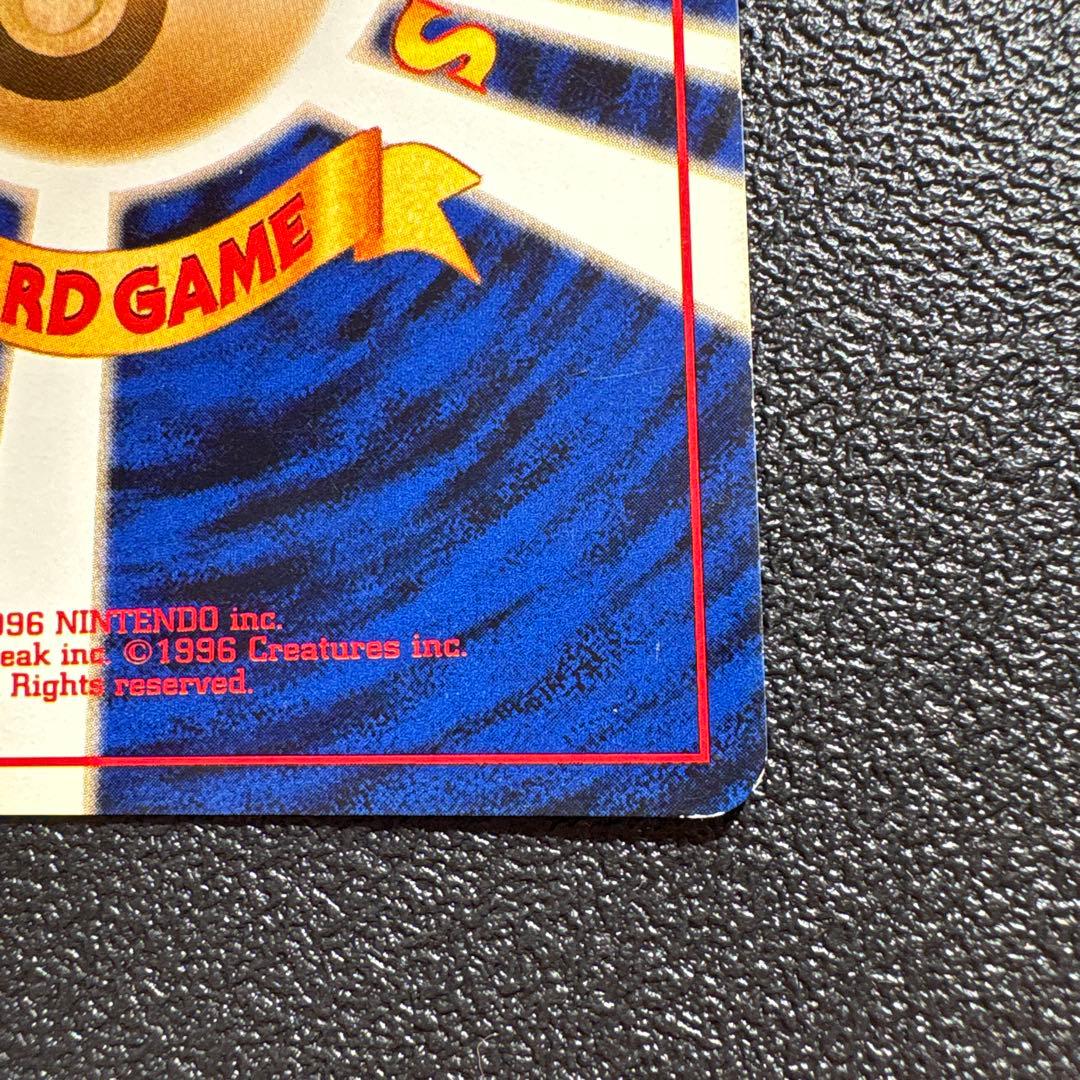 S
RD GAME
996 NINTENDO inc.
eak inc. ©1996 Creatures inc.
Rights reserved.